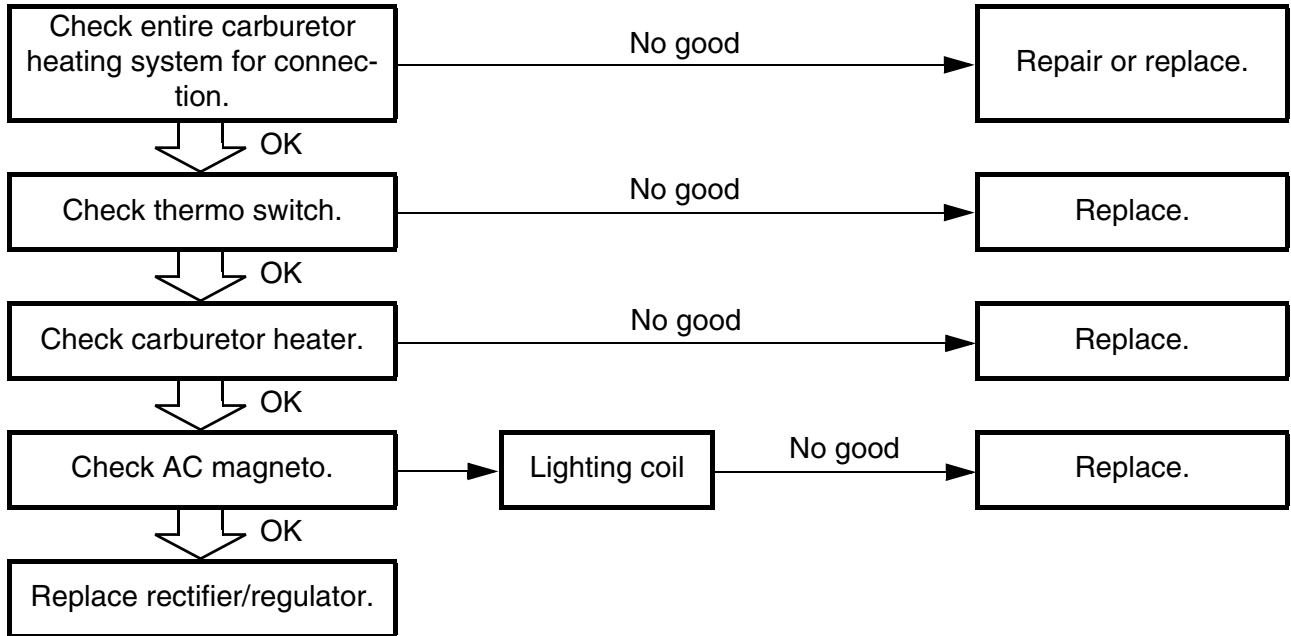 Check entire carburetor
heating system for connec-
tion.
No good
Repair or replace.
OK
Check thermo switch.
No good
Replace.
OK
Check carburetor heater.
No good
Replace.
OK
Check AC magneto.
Lighting coil
No good
Replace.
OK
Replace rectifier/regulator.